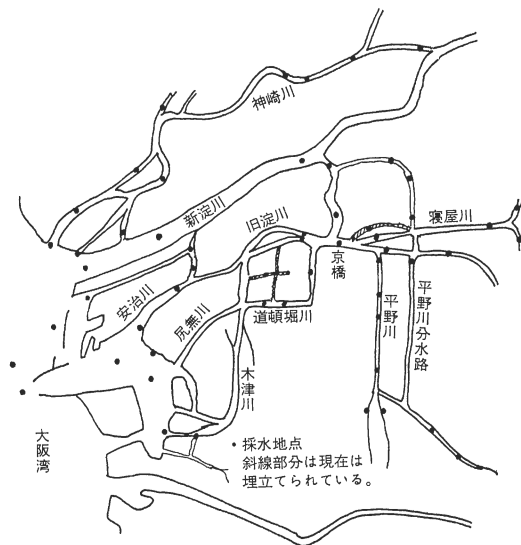 神崎川
新淀川
旧淀川
寝屋川
京橋
安治川
尻無川
道頓堀川
平野川
平野川分水路
木津川
大阪湾
・採水地点
斜線部分は現在は
埋立てられている。